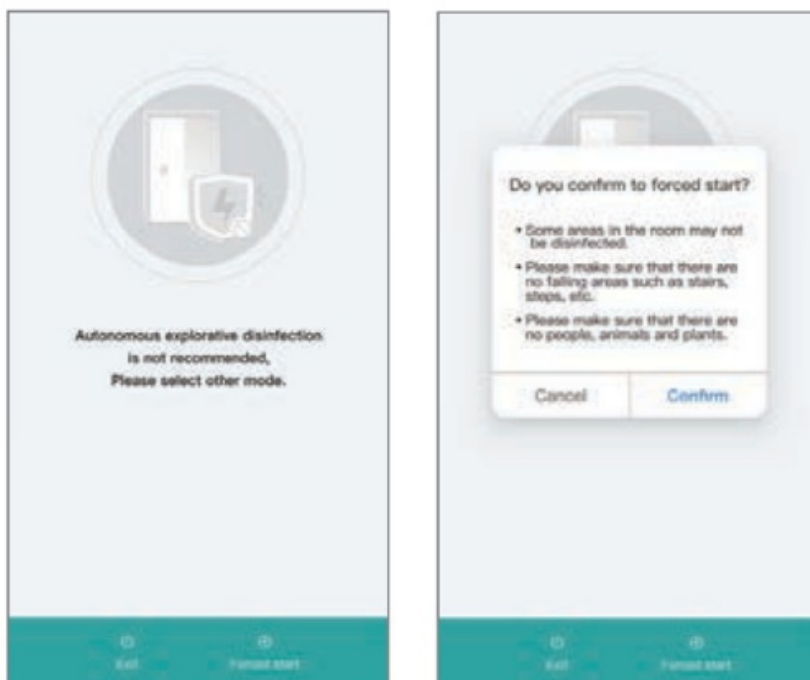 Autonomous explorative disinfection
is not recommended,
Please select other mode.
Exit
Forced start
Do you confirm to forced start?
• Some areas in the room may not
be disinfected.
• Please make sure that there are
no falling areas such as stairs,
steps, etc.
• Please make sure that there are
no people, animals and plants.
Cancel
Confirm
Exit
Forced start